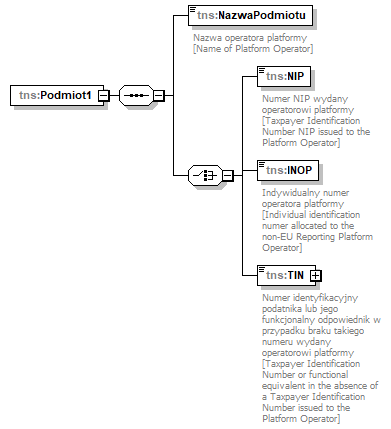 tns:NazwaPodmiotu
Nazwa operatora platformy
[Name of Platform Operator]
tns:Podmiot1
tns:NIP
Numer NIP wydany
operatorowi platformy
[Taxpayer Identification
Number NIP issued to the
Platform Operator]
tns:INOP
Indywidualny numer
operatora platformy
[Individual identification
numer allocated to the
non-EU Reporting Platform
Operator]
tns:TIN
Numer identyfikacyjny
podatnika lub jego
funkcjonalny odpowiednik w
przypadku braku takiego
numeru wydany
operatorowi platformy
[Taxpayer Identification
Number or functional
equivalent in the absence of
a Taxpayer Identification
Number issued to the
Platform Operator]